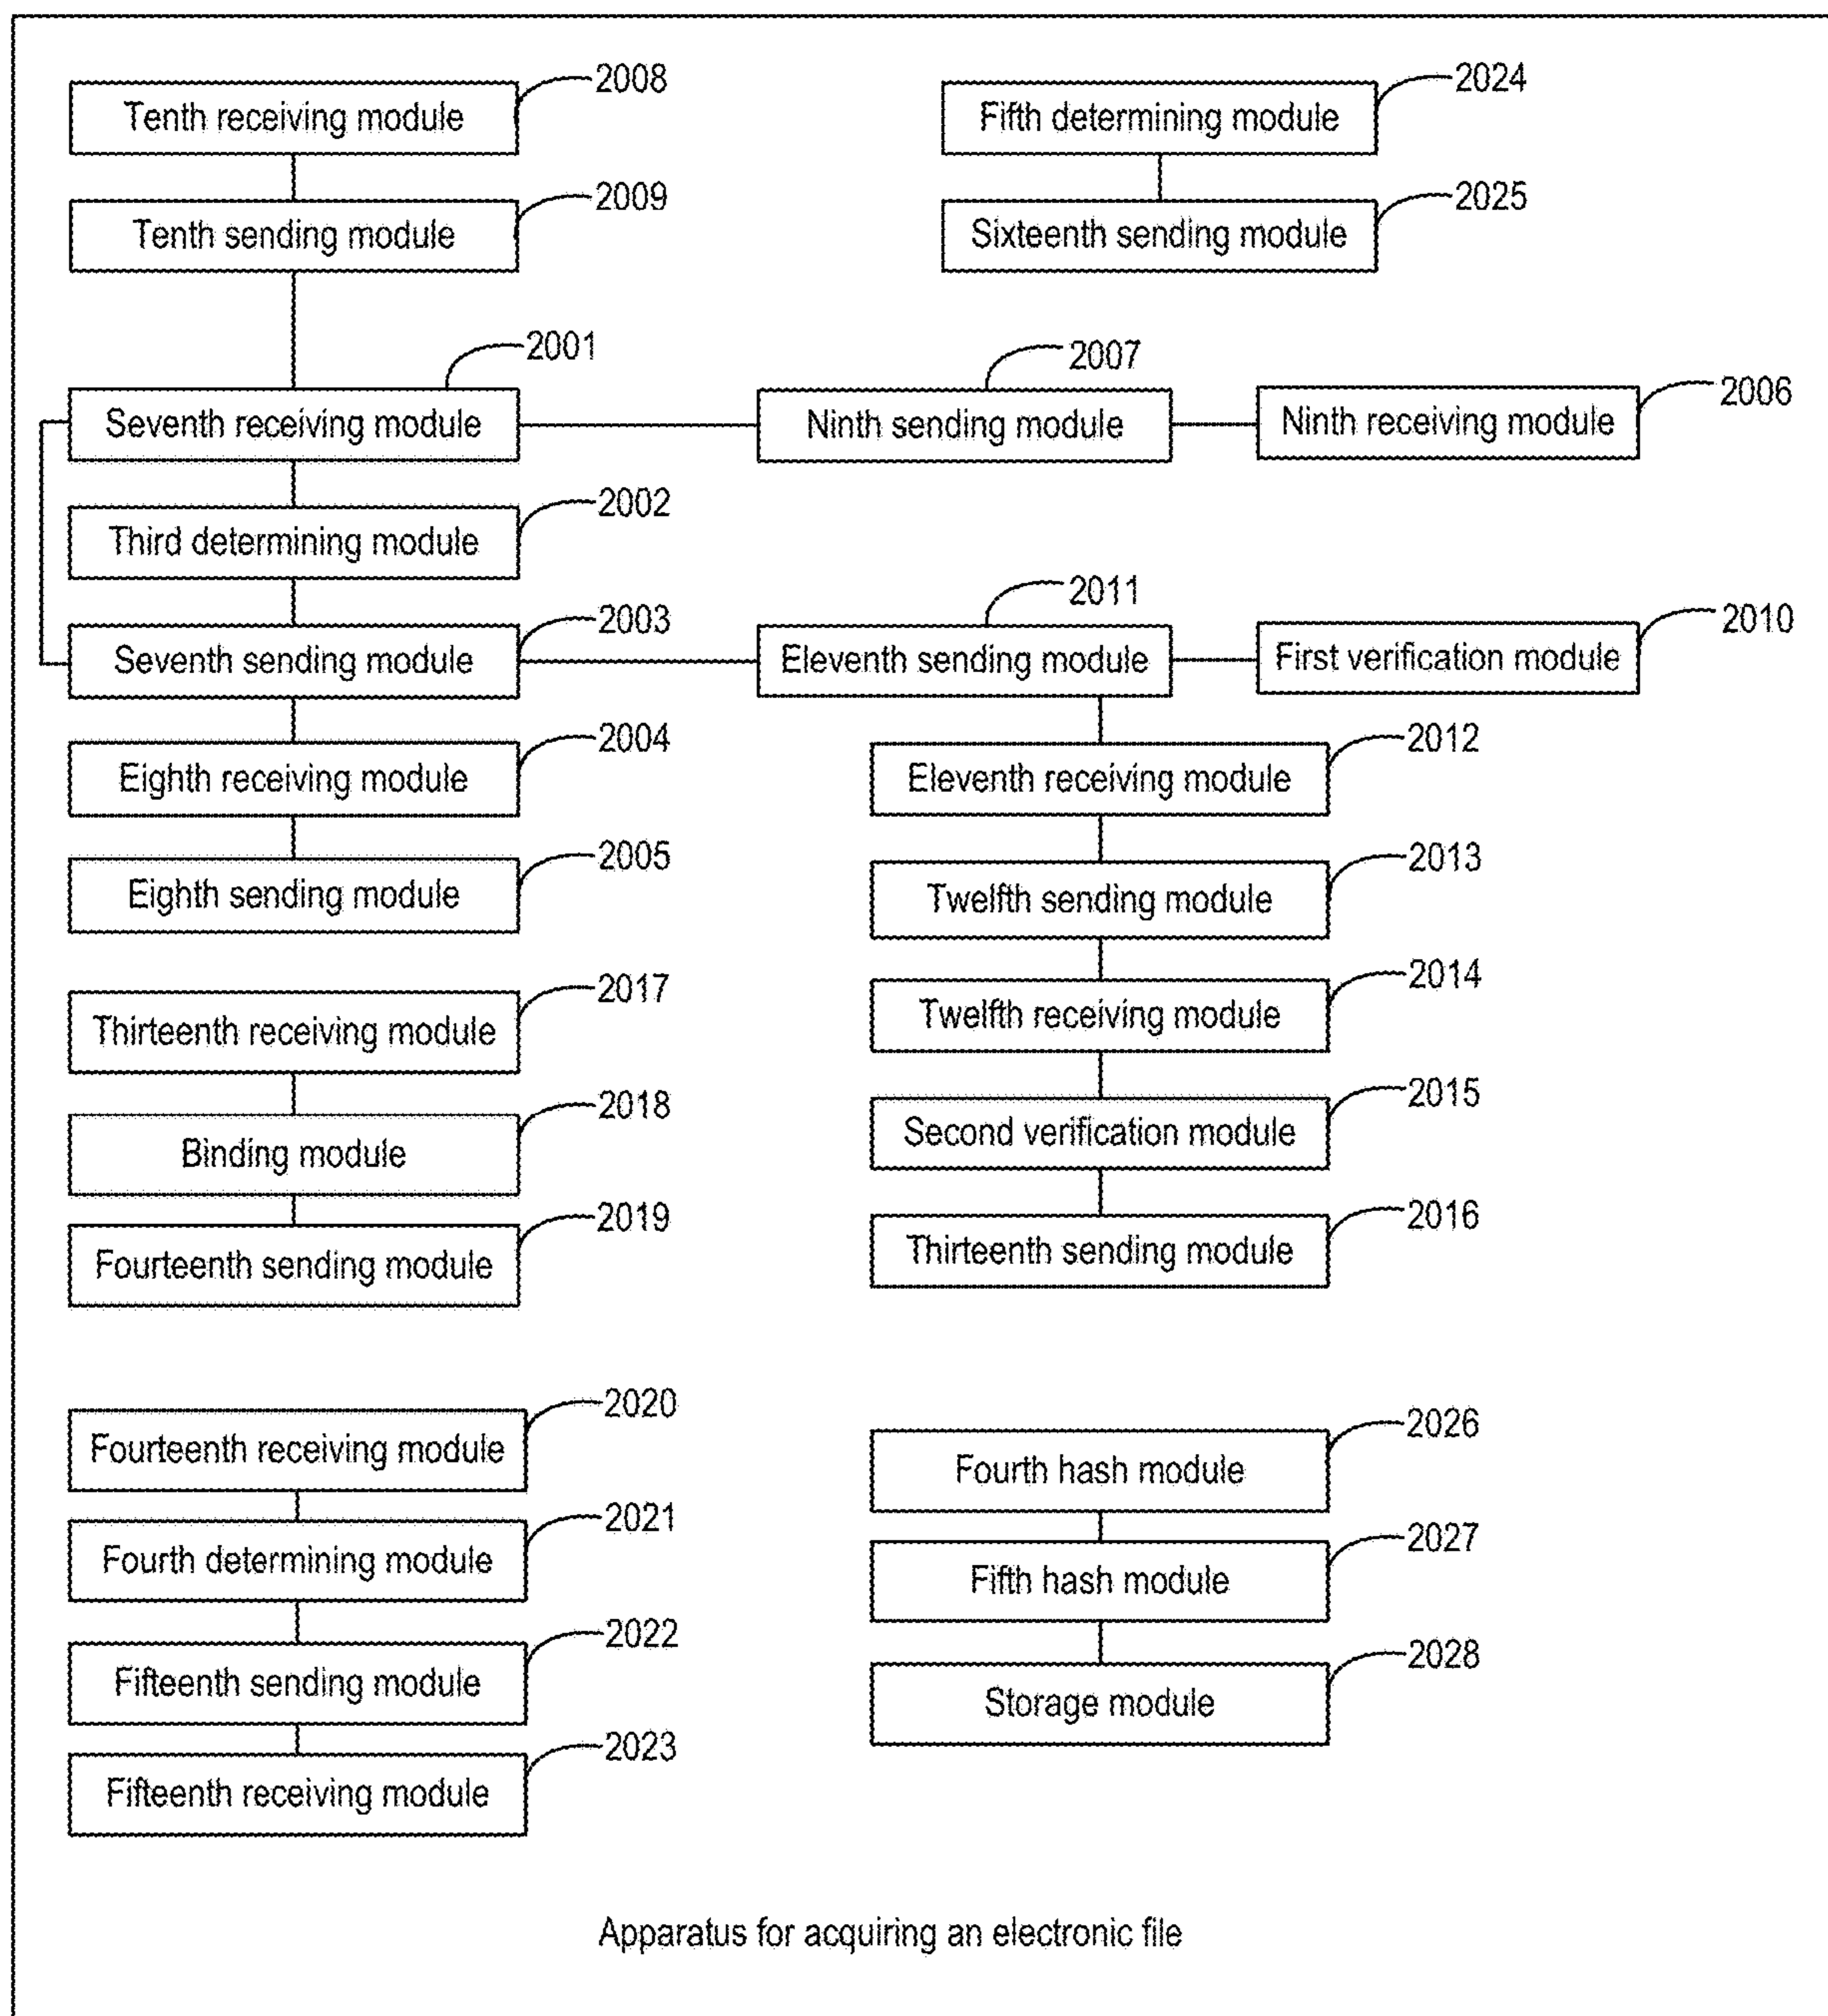 2008
Tenth receiving module
2024
Fifth determining module
2009
Tenth sending module
2025
Sixteenth sending module
2001
Seventh receiving module
2007
Ninth sending module
2006
Ninth receiving module
2002
Third determining module
2003
Seventh sending module
2011
Eleventh sending module
2010
First verification module
2004
Eighth receiving module
2012
Eleventh receiving module
2005
Eighth sending module
2013
Twelfth sending module
2017
Thirteenth receiving module
2014
Twelfth receiving module
2018
Binding module
2015
Second verification module
2019
Fourteenth sending module
2016
Thirteenth sending module
2020
Fourteenth receiving module
2026
Fourth hash module
2021
Fourth determining module
2027
Fifth hash module
2022
Fifteenth sending module
2028
Storage module
2023
Fifteenth receiving module
Apparatus for acquiring an electronic file